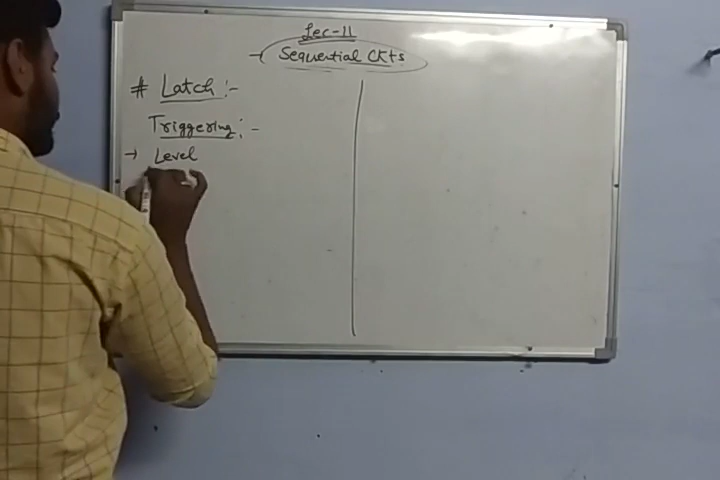 Lec-11
Sequential Ckts
# Latch :-
Triggering :-
→ Level